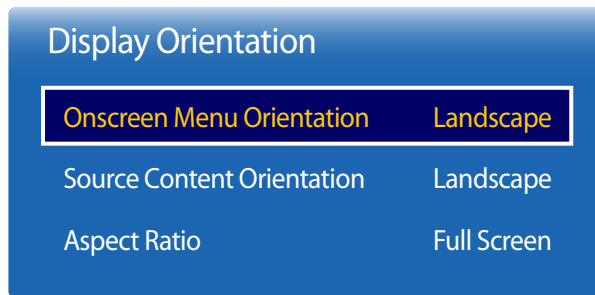 Display Orientation
Onscreen Menu Orientation Landscape
Source Content Orientation Landscape
Aspect Ratio Full Screen